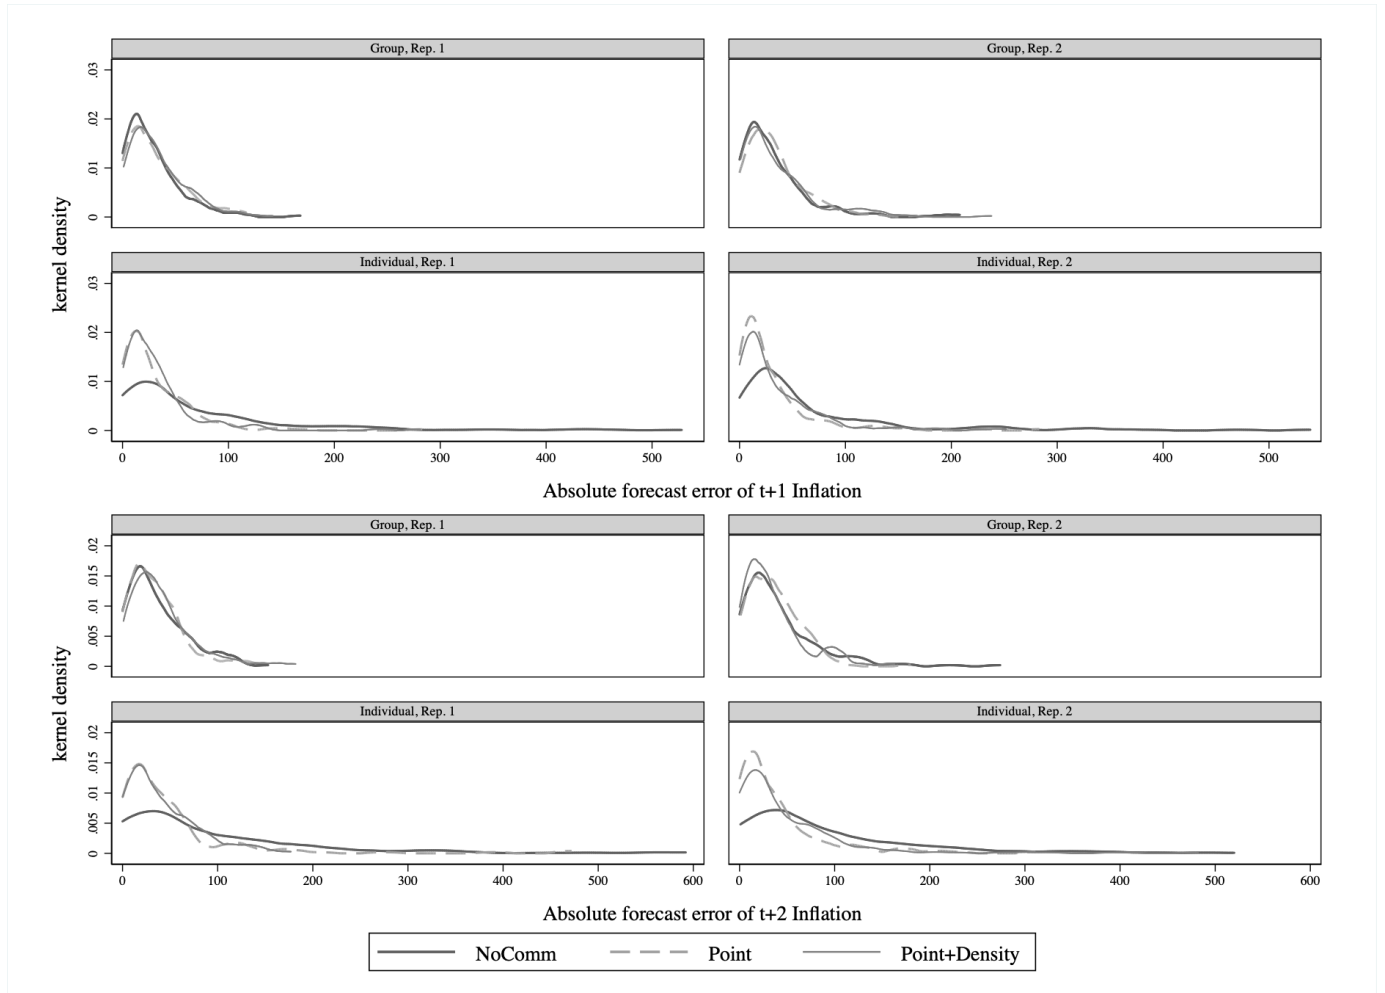 Group, Rep. 1
Group, Rep. 2
.03
.02
.01
0
Individual, Rep. 1
Individual, Rep. 2
kernel density
.03
.02
.01
0
0 100 200 300 400 500
0 100 200 300 400 500
Absolute forecast error of t+1 Inflation
Group, Rep. 1
Group, Rep. 2
.02
.015
.01
.005
0
kernel density
Individual, Rep. 1
Individual, Rep. 2
.02
.015
.01
.005
0
0 100 200 300 400 500 600
0 100 200 300 400 500 600
Absolute forecast error of t+2 Inflation
NoComm Point Point+Density